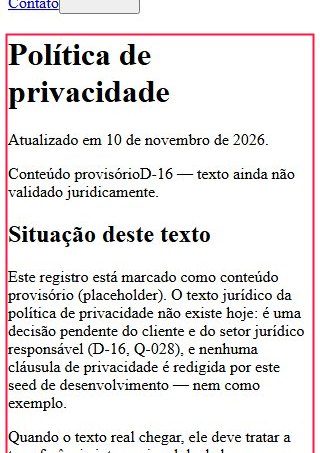 Contato
Política de
privacidade
Atualizado em 10 de novembro de 2026.
Conteúdo provisórioD-16 — texto ainda não
validado juridicamente.
Situação deste texto
Este registro está marcado como conteúdo
provisório (placeholder). O texto jurídico da
política de privacidade não existe hoje: é uma
decisão pendente do cliente e do setor jurídico
responsável (D-16, Q-028), e nenhuma
cláusula de privacidade é redigida por este
seed de desenvolvimento — nem como
exemplo.
Quando o texto real chegar, ele deve tratar a